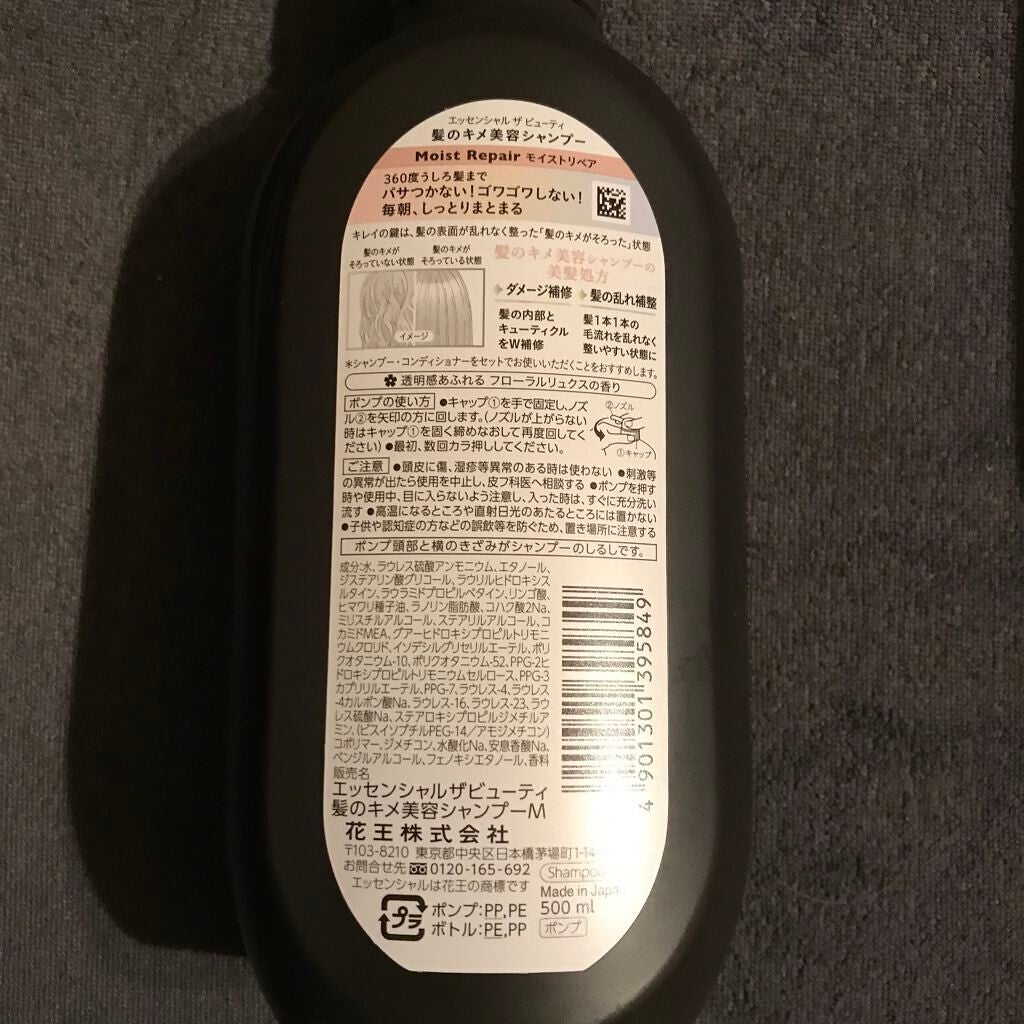 エッセンシャル ザ ビューティ
髪のキメ美容シャンプー
Moist Repair モイストリペア
360度うしろ髪まで
パサつかない!ゴワゴワしない!
毎朝、しっとりまとまる
キレイの鍵は、髪の表面が乱れなく整った「髪のキメがそろった」状態
髪のキメが
そろっていない状態
髪のキメが
そろっている状態
イメージ
髪のキメ美容シャンプーの
美髪処方
ダメージ補修
髪の内部と
キューティクル
をW補修
髪の乱れ補整
髪1本1本の
毛流れを乱れなく
整いやすい状態に
*シャンプー・コンディショナーをセットでお使いいただくことをおすすめします。
透明感あふれる フローラルリュクスの香り
ポンプの使い方 ●キャップ①を手で固定し、ノズ
ル②を矢印の方に回します。(ノズルが上がらない
時はキャップ①を固く締めなおして再度回してく
ださい) ●最初、数回カラ押ししてください。
②ノズル
①キャップ
ご注意 ●頭皮に傷、湿疹等異常のある時は使わない ●刺激等
の異常が出たら使用を中止し、皮フ科医へ相談する ●ポンプを押す
時や使用中、目に入らないよう注意し、入った時は、すぐに充分洗い
流す ●高温になるところや直射日光のあたるところには置かない
●子供や認知症の方などの誤飲等を防ぐため、置き場所に注意する
ポンプ頭部と横のきざみがシャンプーのしるしです。
成分:水、ラウレス硫酸アンモニウム、エタノール、
ジステアリン酸グリコール、ラウリルヒドロキシス
ルタイン、ラウラミドプロピルベタイン、リンゴ酸、
ヒマワリ種子油、ラノリン脂肪酸、コハク酸2Na、
ミリスチルアルコール、ステアリルアルコール、コ
カミドMEA、グアーヒドロキシプロピルトリモニ
ウムクロリド、イソデシルグリセリルエーテル、ポリ
クオタニウム-10、ポリクオタニウム-52、PPG-2ヒ
ドロキシプロピルトリモニウムセルロース、PPG-3
カプリリルエーテル、PPG-7、ラウレス-4、ラウレス
-4カルボン酸Na、ラウレス-16、ラウレス-23、ラウ
レス硫酸Na、ステアロキシプロピルジメチルア
ミン、(ビスイソブチルPEG-14/アモジメチコン)
コポリマー、ジメチコン、水酸化Na、安息香酸Na、
ベンジルアルコール、フェノキシエタノール、香料
4 901301 395849
販売名
エッセンシャルザビューティ
髪のキメ美容シャンプーM
花王株式会社
〒103-8210 東京都中央区日本橋茅場町1-14
お問合せ先 0120-165-692
エッセンシャルは花王の商標です
Shampoo
Made in Japan
500 ml
ポンプ
プラ
ポンプ:PP,PE
ボトル:PE,PP